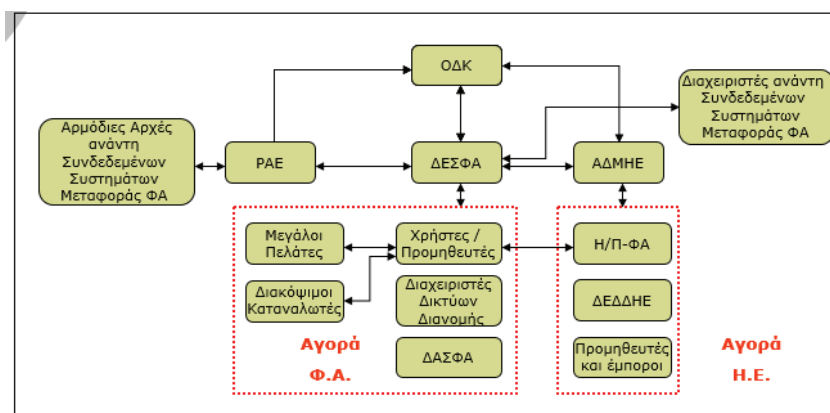 ΟΔΚ
Διαχειριστές ανάντη
Συνδεδεμένων
Συστημάτων
Μεταφοράς ΦΑ
Αρμόδιες Αρχές
ανάντη
Συνδεδεμένων
Συστημάτων
Μεταφοράς ΦΑ
ΡΑΕ
ΔΕΣΦΑ
ΑΔΜΗΕ
Μεγάλοι
Πελάτες
Χρήστες /
Προμηθευτές
Η/Π-ΦΑ
Διακόψιμοι
Καταναλωτές
Διαχειριστές
Δικτύων
Διανομής
ΔΕΔΔΗΕ
Αγορά
Φ.Α.
ΔΑΣΦΑ
Προμηθευτές
και έμποροι
Αγορά
Η.Ε.